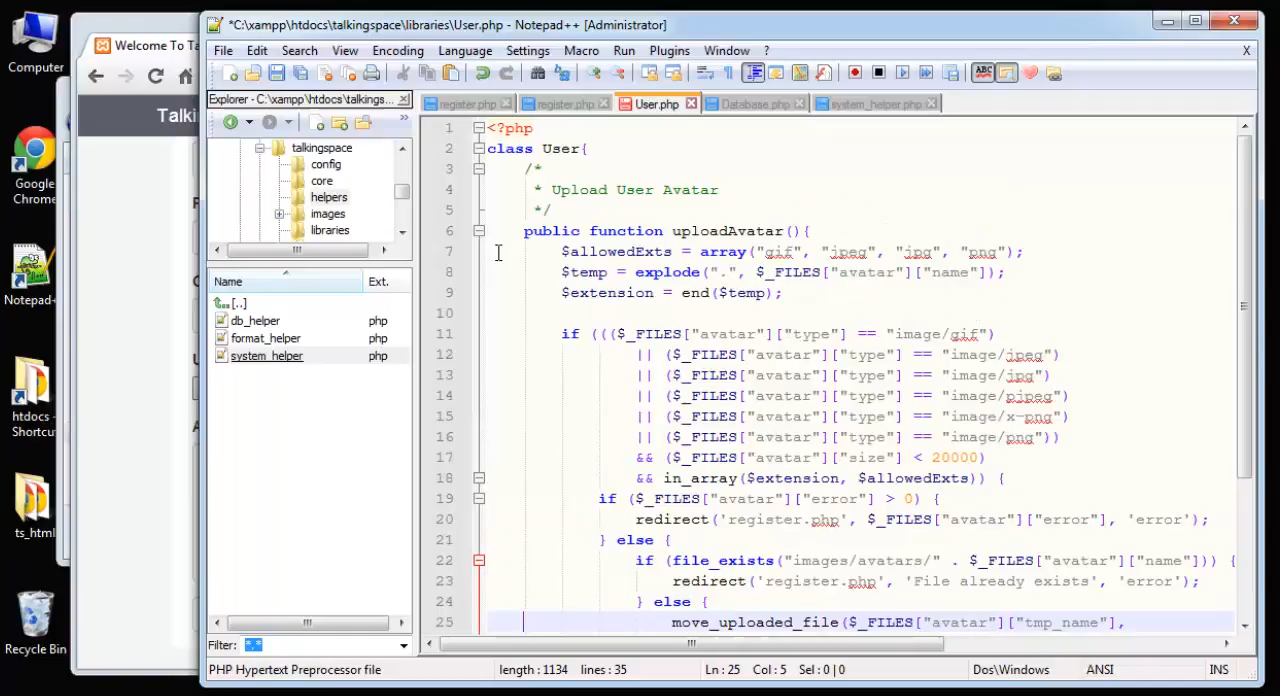 *C:\xampp\htdocs\talkingspace\libraries\User.php - Notepad++ [Administrator]
File Edit Search View Encoding Language Settings Macro Run Plugins Window ? X
Computer
Welcome To Ta
Talki
Google
Chrome
Notepad+
htdocs -
Shortcu
ts_html
Recycle Bin
Explorer - C:\xampp\htdocs\talkings...
talkingspace
config
core
helpers
images
libraries
Name Ext.
[..]
db_helper php
format_helper php
system_helper php
Filter: *.*
register.php register.php User.php Database.php system_helper.php
1 <?php
2 class User{
3 /*
4 * Upload User Avatar
5 */
6 public function uploadAvatar(){
7 $allowedExts = array("gif", "jpeg", "jpg", "png");
8 $temp = explode(".", $_FILES["avatar"]["name"]);
9 $extension = end($temp);
10
11 if ((($_FILES["avatar"]["type"] == "image/gif")
12 || ($_FILES["avatar"]["type"] == "image/jpeg")
13 || ($_FILES["avatar"]["type"] == "image/jpg")
14 || ($_FILES["avatar"]["type"] == "image/pjpeg")
15 || ($_FILES["avatar"]["type"] == "image/x-png")
16 || ($_FILES["avatar"]["type"] == "image/png"))
17 && ($_FILES["avatar"]["size"] < 20000)
18 && in_array($extension, $allowedExts)) {
19 if ($_FILES["avatar"]["error"] > 0) {
20 redirect('register.php', $_FILES["avatar"]["error"], 'error');
21 } else {
22 if (file_exists("images/avatars/" . $_FILES["avatar"]["name"])) {
23 redirect('register.php', 'File already exists', 'error');
24 } else {
25 move_uploaded_file($_FILES["avatar"]["tmp_name"],
PHP Hypertext Preprocessor file length : 1134 lines : 35 Ln : 25 Col : 5 Sel : 0 | 0 Dos\Windows ANSI INS